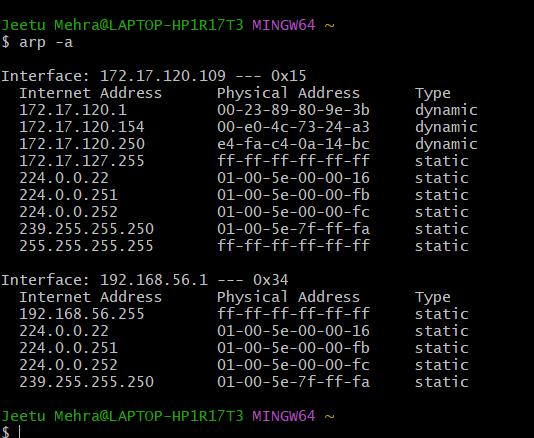 Jeetu Mehra@LAPTOP-HP1R17T3 MINGW64 ~
$ arp -a
Interface: 172.17.120.109 --- 0x15
  Internet Address      Physical Address      Type
  172.17.120.1          00-23-89-80-9e-3b     dynamic
  172.17.120.154        00-e0-4c-73-24-a3     dynamic
  172.17.120.250        e4-fa-c4-0a-14-bc     dynamic
  172.17.127.255        ff-ff-ff-ff-ff-ff     static
  224.0.0.22            01-00-5e-00-00-16     static
  224.0.0.251           01-00-5e-00-00-fb     static
  224.0.0.252           01-00-5e-00-00-fc     static
  239.255.255.250       01-00-5e-7f-ff-fa     static
  255.255.255.255       ff-ff-ff-ff-ff-ff     static
Interface: 192.168.56.1 --- 0x34
  Internet Address      Physical Address      Type
  192.168.56.255        ff-ff-ff-ff-ff-ff     static
  224.0.0.22            01-00-5e-00-00-16     static
  224.0.0.251           01-00-5e-00-00-fb     static
  224.0.0.252           01-00-5e-00-00-fc     static
  239.255.255.250       01-00-5e-7f-ff-fa     static
Jeetu Mehra@LAPTOP-HP1R17T3 MINGW64 ~
$